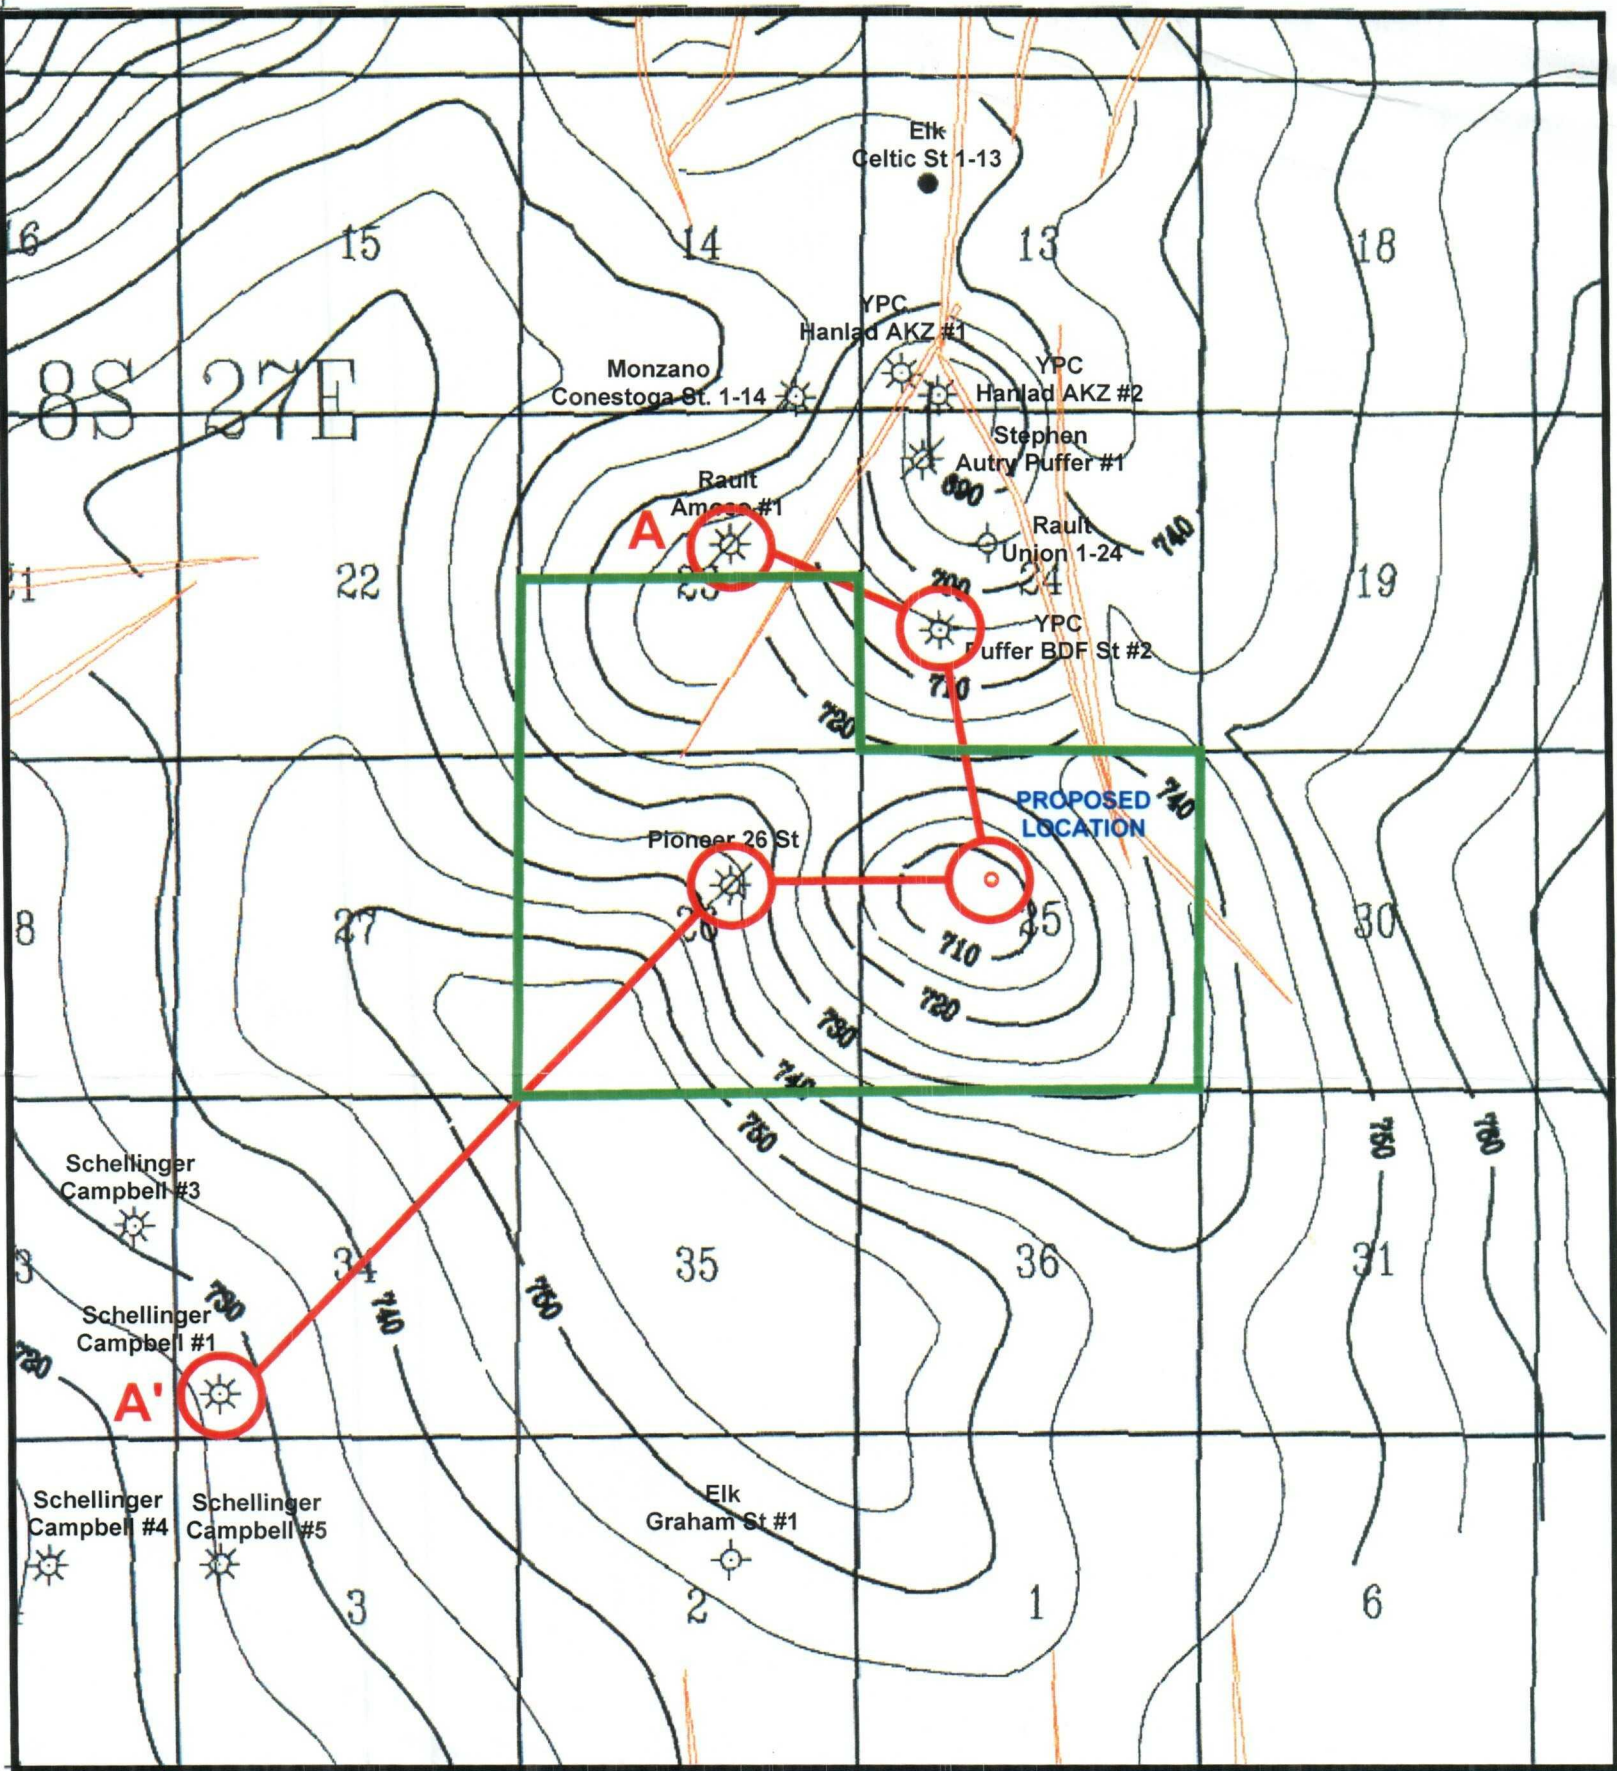 Elk
Celtic St 1-13
15
14
13
18
YPC
Hanlad AKZ #1
Monzano
Conestoga St. 1-14
YPC
Hanlad AKZ #2
8S 27E
Stephen
Autry Puffer #1
690
Rault
Amoco #1
A
740
Rault
Union 1-24
22
23
700
24
19
YPC
Puffer BDF St #2
710
720
PROPOSED
LOCATION
740
Pioneer 26 St
8
27
26
25
30
710
720
730
740
750
750
760
Schellinger
Campbell #3
3
34
35
36
31
730
740
750
Schellinger
Campbell #1
720
A'
Schellinger
Campbell #4
Schellinger
Campbell #5
Elk
Graham St #1
3
2
1
6